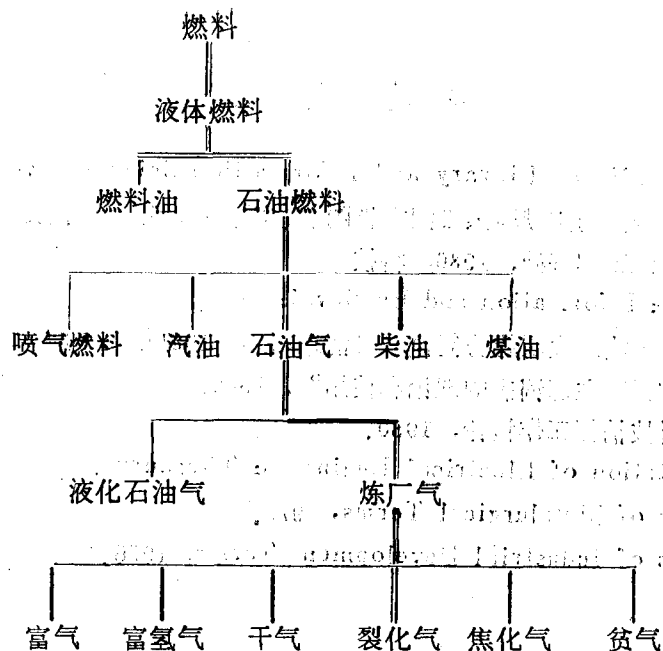 燃料
液体燃料
燃料油 石油燃料
喷气燃料 汽油 石油气 柴油 煤油
液化石油气 炼厂气
富气 富氢气 干气 裂化气 焦化气 贫气